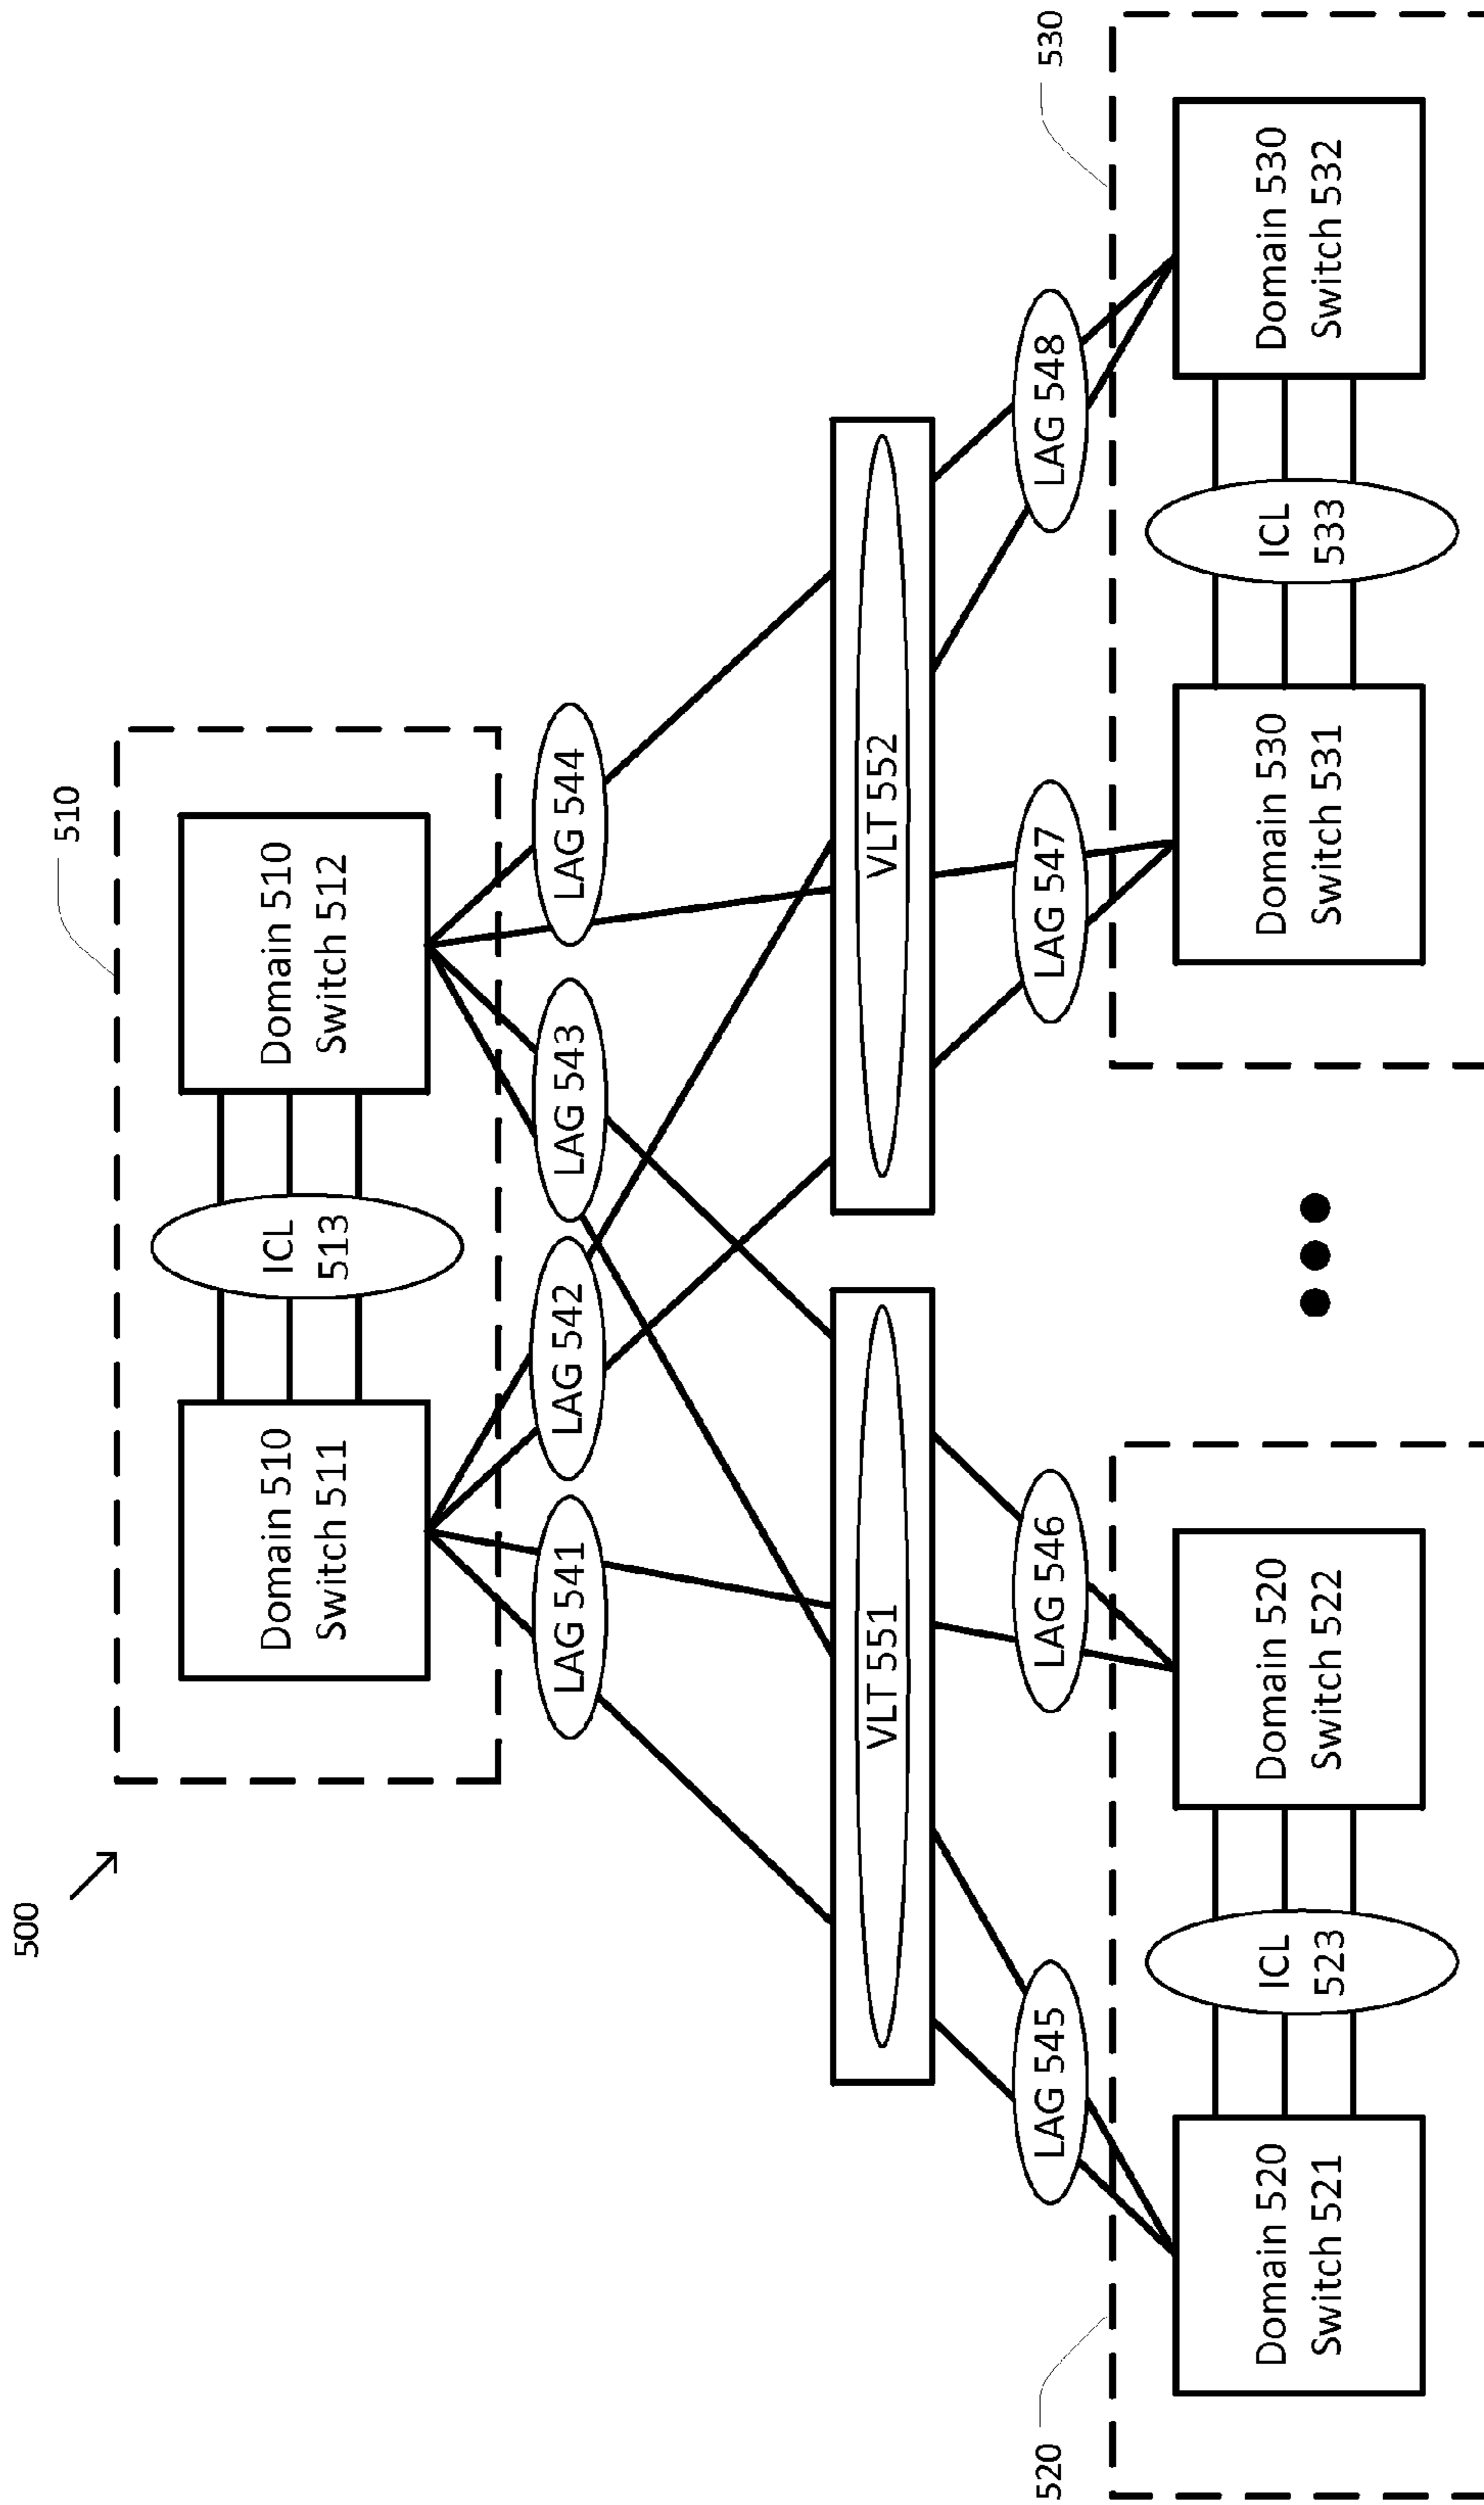 500
510
Domain 510
Switch 511
ICL
513
Domain 510
Switch 512
LAG 541
LAG 542
LAG 543
LAG 544
VLT 551
VLT 552
LAG 545
LAG 546
LAG 547
LAG 548
520
530
Domain 520
Switch 521
ICL
523
Domain 520
Switch 522
Domain 530
Switch 531
ICL
533
Domain 530
Switch 532